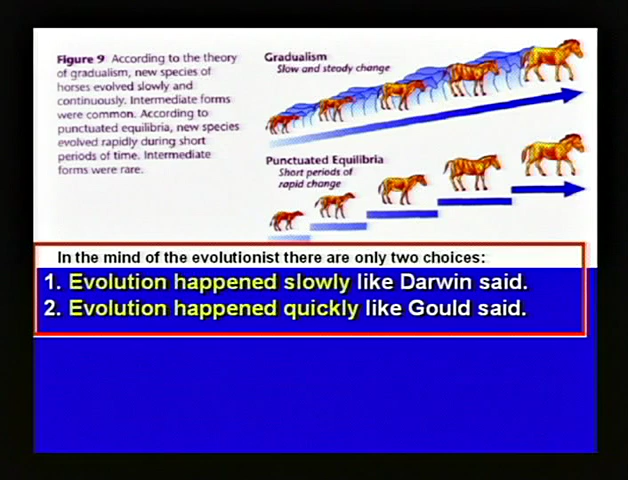 Figure 9 According to the theory
of gradualism, new species of
horses evolved slowly and
continuously. Intermediate forms
were common. According to
punctuated equilibria, new species
evolved rapidly during short
periods of time. Intermediate
forms were rare.
Gradualism
Slow and steady change
Punctuated Equilibria
Short periods of
rapid change
In the mind of the evolutionist there are only two choices:
1. Evolution happened slowly like Darwin said.
2. Evolution happened quickly like Gould said.